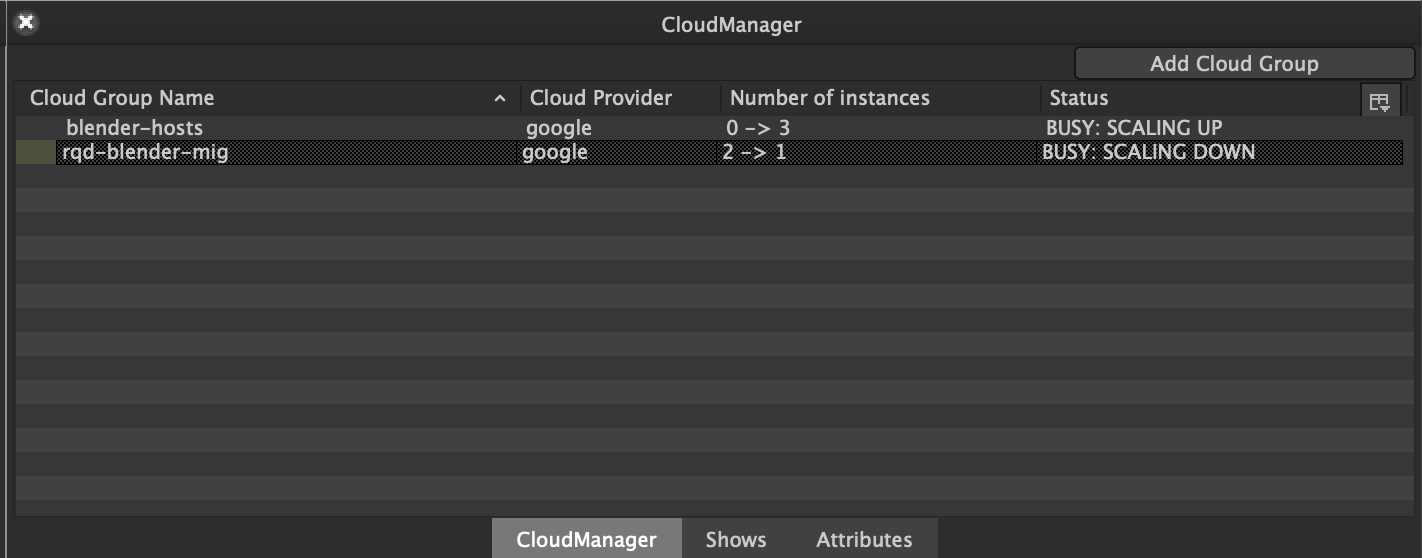 CloudManager
Add Cloud Group
Cloud Group Name Cloud Provider Number of instances Status
blender-hosts google 0 -> 3 BUSY: SCALING UP
rqd-blender-mig google 2 -> 1 BUSY: SCALING DOWN
CloudManager Shows Attributes